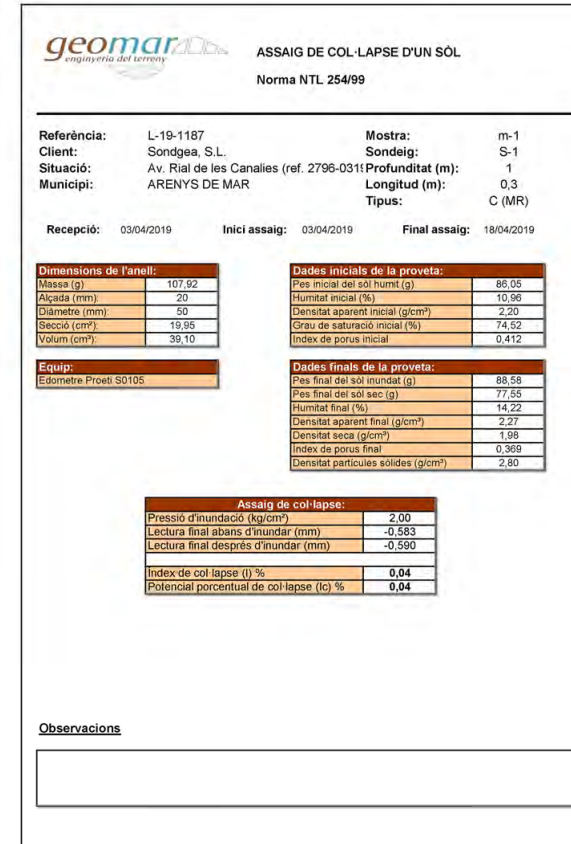 geomar
enginyeria del terreny
ASSAIG DE COL·LAPSE D'UN SÒL
Norma NTL 254/99
Referència: L-19-1187 Mostra: m-1
Client: Sondgea, S.L. Sondeig: S-1
Situació: Av. Rial de les Canalies (ref. 2796-0319 Profunditat (m): 1
Municipi: ARENYS DE MAR Longitud (m): 0,3
Tipus: C (MR)
Recepció: 03/04/2019 Inici assaig: 03/04/2019 Final assaig: 18/04/2019
Dimensions de l'anell:
Massa (g) 107,92
Alçada (mm): 20
Diàmetre (mm): 50
Secció (cm²): 19,95
Volum (cm³): 39,10
Equip:
Edometre Proeti S0105
Dades inicials de la proveta:
Pes inicial del sòl humit (g) 86,05
Humitat inicial (%) 10,96
Densitat aparent inicial (g/cm³) 2,20
Grau de saturació inicial (%) 74,52
Index de porus inicial 0,412
Dades finals de la proveta:
Pes final del sòl inundat (g) 88,58
Pes final del sòl sec (g) 77,55
Humitat final (%) 14,22
Densitat aparent final (g/cm³) 2,27
Densitat seca (g/cm³) 1,98
Index de porus final 0,369
Densitat partícules sòlides (g/cm³) 2,80
Assaig de col·lapse:
Pressió d'inundació (kg/cm²) 2,00
Lectura final abans d'inundar (mm) -0,583
Lectura final després d'inundar (mm) -0,590
Index de col·lapse (I) % 0,04
Potencial porcentual de col·lapse (Ic) % 0,04
Observacions